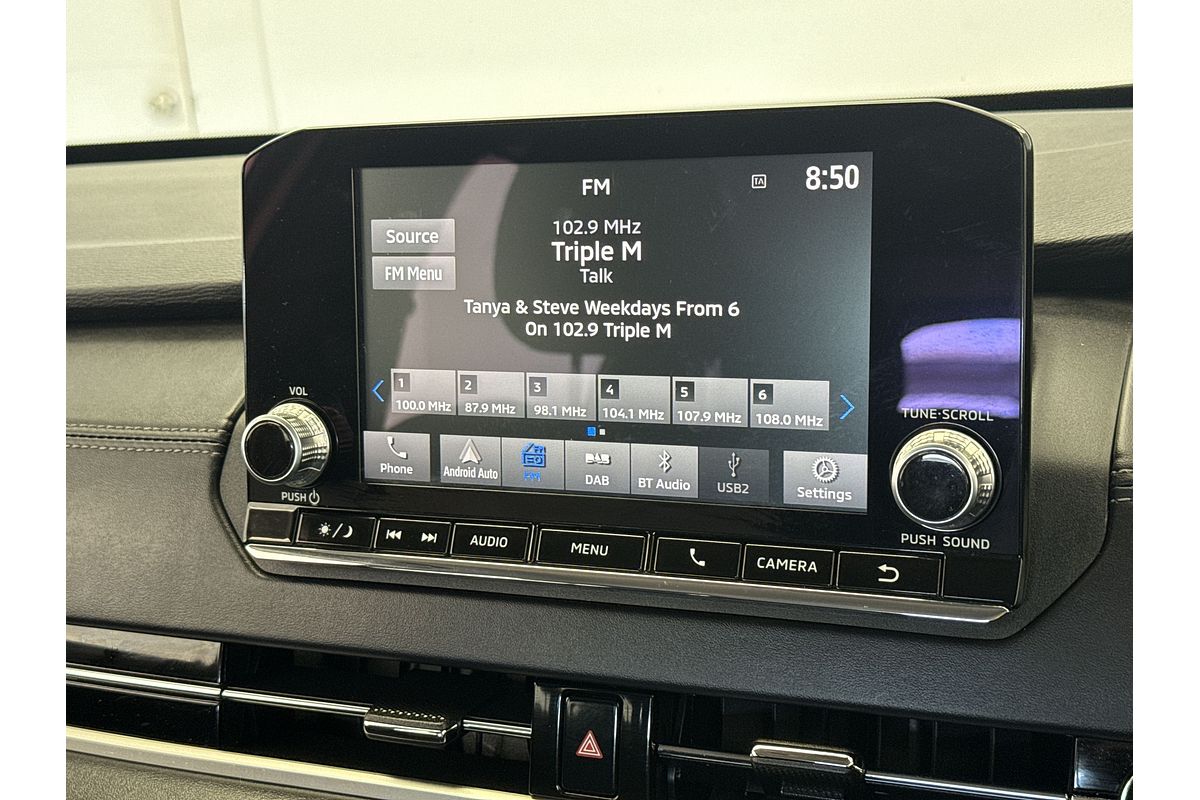 FM
TA
8:50
102.9 MHz
Triple M
Talk
Source
FM Menu
Tanya & Steve Weekdays From 6
On 102.9 Triple M
1
100.0 MHz
2
87.9 MHz
3
98.1 MHz
4
104.1 MHz
5
107.9 MHz
6
108.0 MHz
Phone
Android Auto
FM
DAB
BT Audio
USB2
Settings
VOL
PUSH
TUNE·SCROLL
PUSH SOUND
AUDIO
MENU
CAMERA